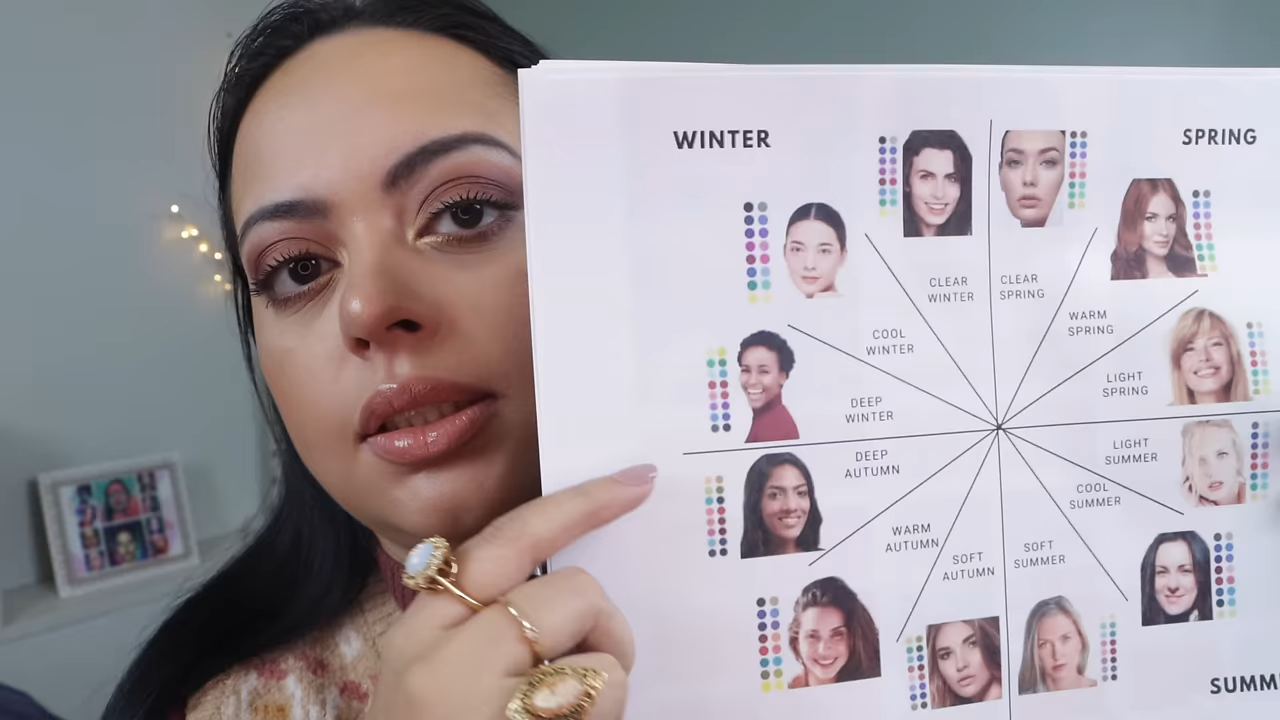 WINTER
SPRING
CLEAR
WINTER
CLEAR
SPRING
WARM
SPRING
COOL
WINTER
LIGHT
SPRING
DEEP
WINTER
LIGHT
SUMMER
DEEP
AUTUMN
COOL
SUMMER
WARM
AUTUMN
SOFT
AUTUMN
SOFT
SUMMER
SUMM